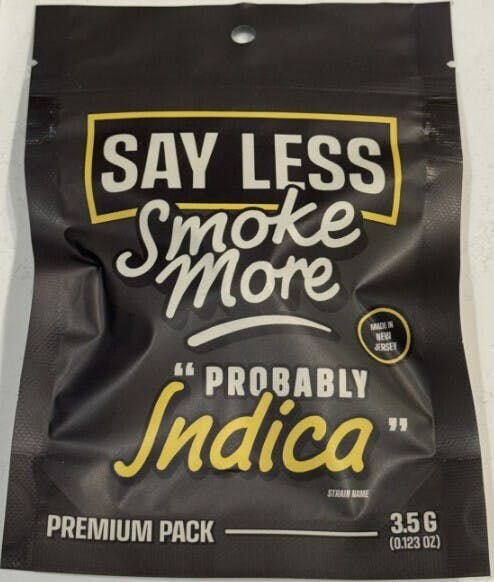 SAY LESS
Smoke
More
MADE IN
NEW
JERSEY
“ PROBABLY
Indica ”
STRAIN NAME
PREMIUM PACK
3.5 G
(0.123 OZ)